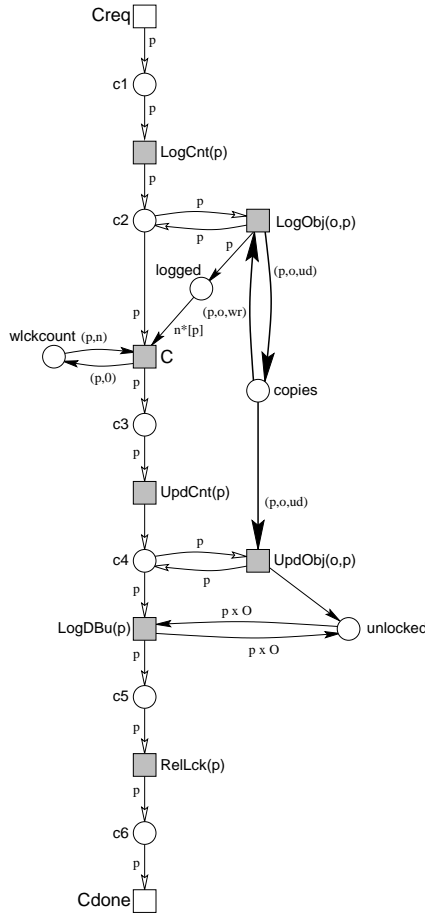 Creq
p
c1
p
LogCnt(p)
p
c2
p
p
LogObj(o,p)
p
logged
(p,o,ud)
(p,o,wr)
n*[p]
p
wlckcount
(p,n)
(p,0)
C
p
copies
c3
p
UpdCnt(p)
(p,o,ud)
c4
p
p
UpdObj(o,p)
p
LogDBu(p)
p x O
p x O
unlocked
p
c5
p
RelLck(p)
p
c6
p
Cdone